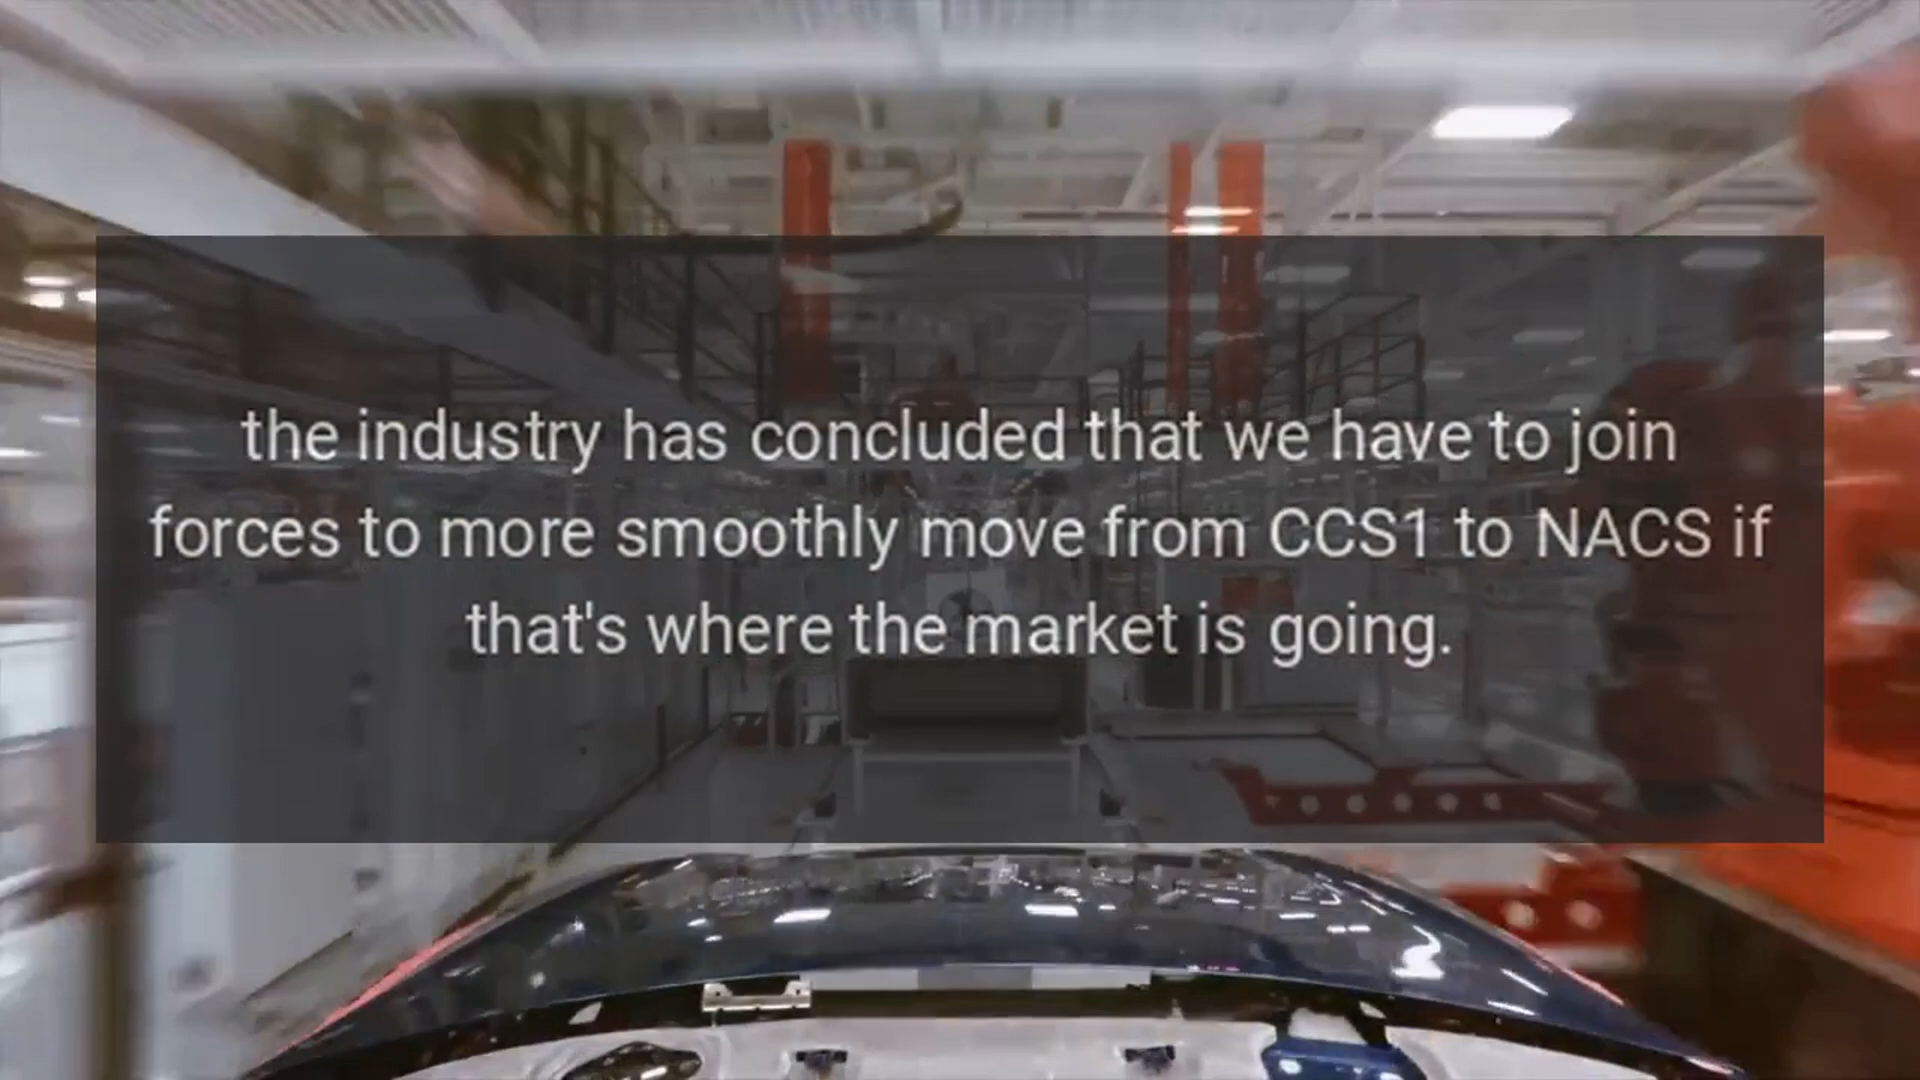 the industry has concluded that we have to join
forces to more smoothly move from CCS1 to NACS if
that's where the market is going.